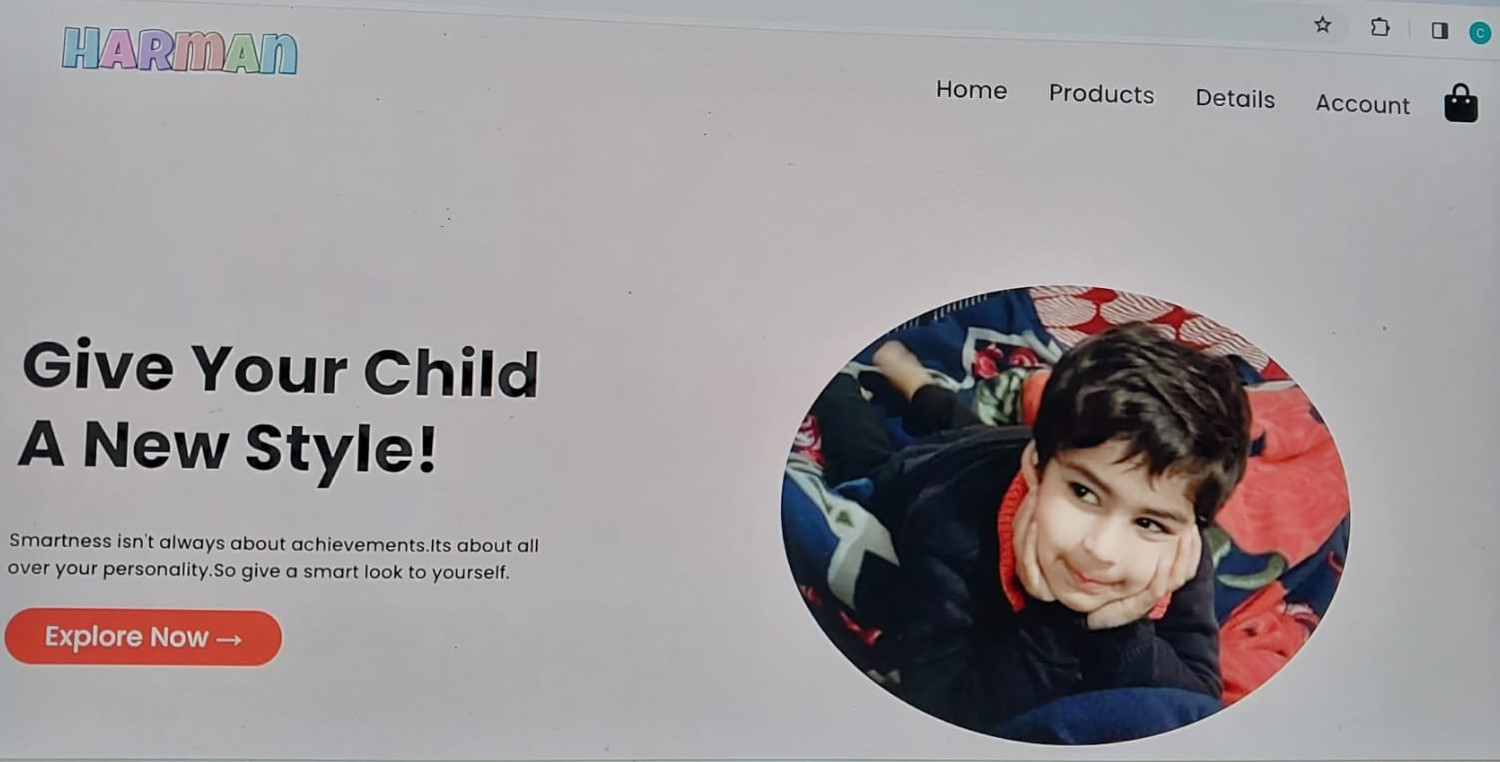 HARMAN
Home Products Details Account
C
Give Your Child
A New Style!
Smartness isn't always about achievements.Its about all
over your personality.So give a smart look to yourself.
Explore Now →